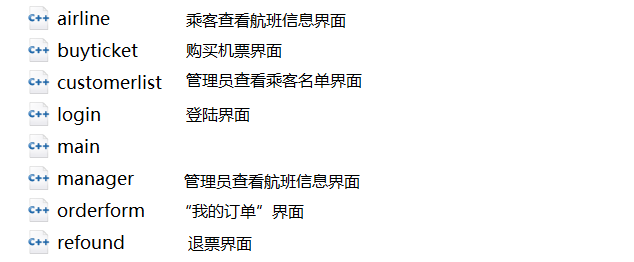 C++ airline 乘客查看航班信息界面
C++ buyticket 购买机票界面
C++ customerlist 管理员查看乘客名单界面
C++ login 登陆界面
C++ main
C++ manager 管理员查看航班信息界面
C++ orderform “我的订单”界面
C++ refound 退票界面